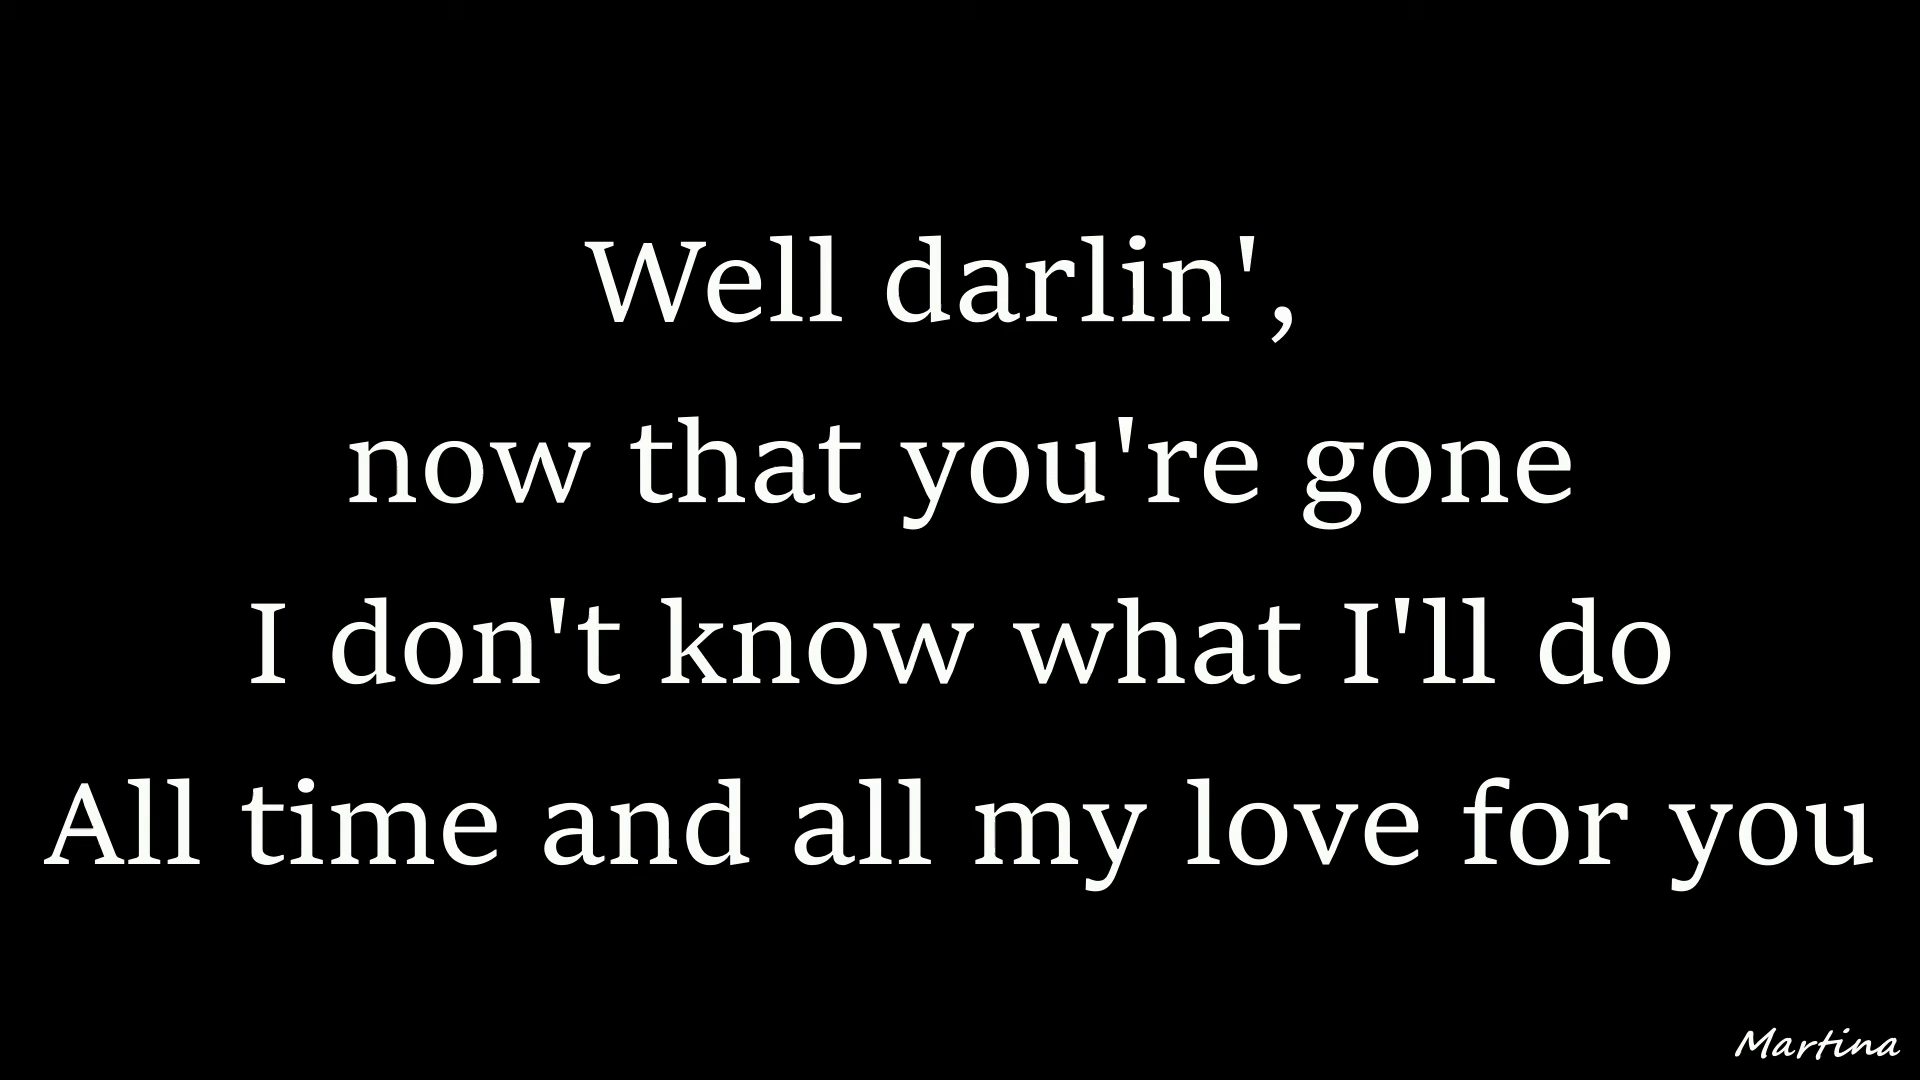 Well darlin',
now that you're gone
I don't know what I'll do
All time and all my love for you
Martina